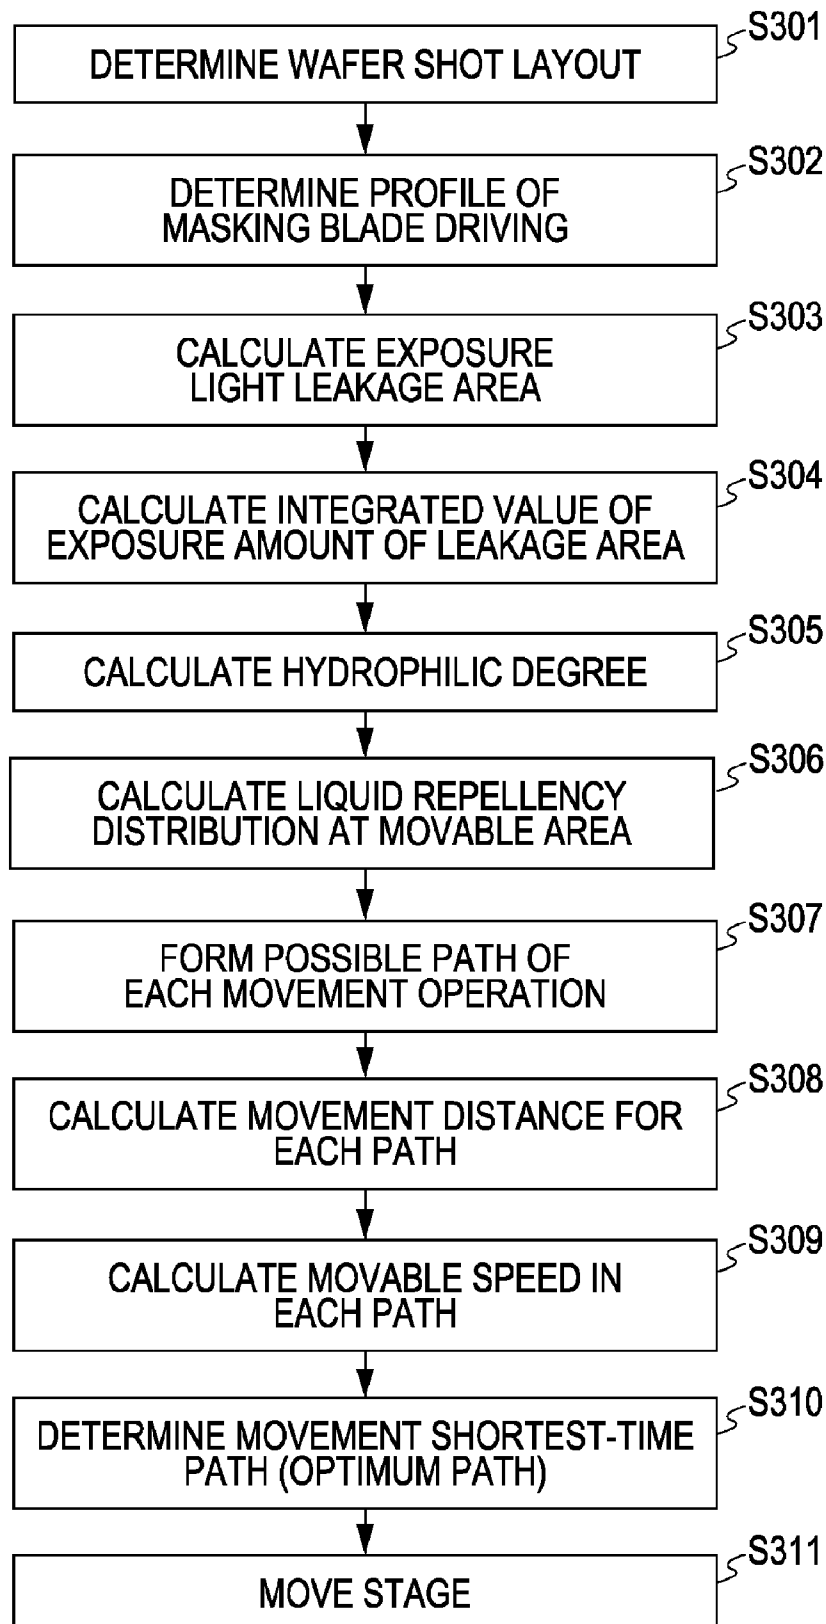 S301
DETERMINE WAFER SHOT LAYOUT
S302
DETERMINE PROFILE OF
MASKING BLADE DRIVING
S303
CALCULATE EXPOSURE
LIGHT LEAKAGE AREA
S304
CALCULATE INTEGRATED VALUE OF
EXPOSURE AMOUNT OF LEAKAGE AREA
S305
CALCULATE HYDROPHILIC DEGREE
S306
CALCULATE LIQUID REPELLENCY
DISTRIBUTION AT MOVABLE AREA
S307
FORM POSSIBLE PATH OF
EACH MOVEMENT OPERATION
S308
CALCULATE MOVEMENT DISTANCE FOR
EACH PATH
S309
CALCULATE MOVABLE SPEED IN
EACH PATH
S310
DETERMINE MOVEMENT SHORTEST-TIME
PATH (OPTIMUM PATH)
S311
MOVE STAGE